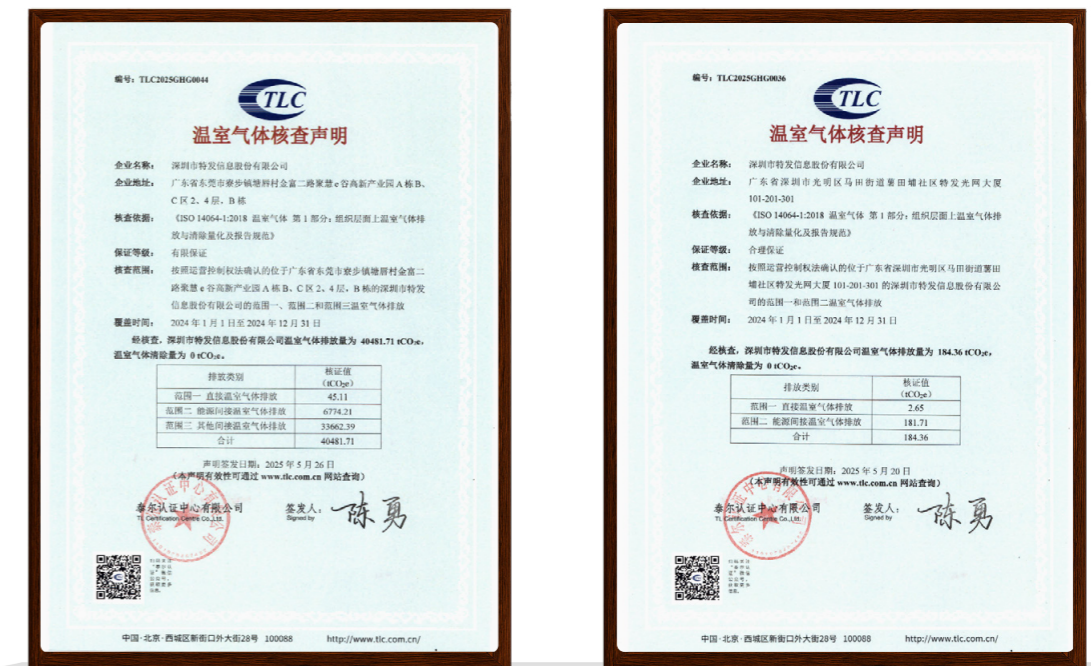 编号：TLC2025GHG0044
TLC
温室气体核查声明
企业名称： 深圳市特发信息股份有限公司
企业地址： 广东省东莞市寮步镇塘唇村金富二路聚慧e谷高新产业园A栋B、
C区2、4层，B栋
核查依据： 《ISO 14064-1:2018 温室气体 第1部分：组织层面上温室气体排
放与清除量化及报告规范》
保证等级： 有限保证
核查范围： 按照运营控制权法确认的位于广东省东莞市寮步镇塘唇村金富二
路聚慧e谷高新产业园A栋B、C区2、4层，B栋的深圳市特发
信息股份有限公司的范围一、范围二和范围三温室气体排放
覆盖时间： 2024年1月1日至2024年12月31日
经核查，深圳市特发信息股份有限公司温室气体排放量为 40481.71 tCO₂e，
温室气体清除量为 0 tCO₂e。
排放类别 核证值
（tCO₂e）
范围一 直接温室气体排放 45.11
范围二 能源间接温室气体排放 6774.21
范围三 其他间接温室气体排放 33662.39
合计 40481.71
声明签发日期：2025年5月26日
（本声明有效性可通过 www.tlc.com.cn 网站查询）
泰尔认证中心有限公司
TL Certification Centre Co.,Ltd.
签发人：
Signed by
陈勇
中国·北京·西城区新街口外大街28号 100088 http://www.tlc.com.cn/
编号：TLC2025GHG0036
TLC
温室气体核查声明
企业名称： 深圳市特发信息股份有限公司
企业地址： 广东省深圳市光明区马田街道薯田埔社区特发光网大厦
101-201-301
核查依据： 《ISO 14064-1:2018 温室气体 第1部分：组织层面上温室气体排
放与清除量化及报告规范》
保证等级： 合理保证
核查范围： 按照运营控制权法确认的位于广东省深圳市光明区马田街道薯田
埔社区特发光网大厦 101-201-301 的深圳市特发信息股份有限公
司的范围一和范围二温室气体排放
覆盖时间： 2024年1月1日至2024年12月31日
经核查，深圳市特发信息股份有限公司温室气体排放量为 184.36 tCO₂e，
温室气体清除量为 0 tCO₂e。
排放类别 核证值
（tCO₂e）
范围一 直接温室气体排放 2.65
范围二 能源间接温室气体排放 181.71
合计 184.36
声明签发日期：2025年5月20日
（本声明有效性可通过 www.tlc.com.cn 网站查询）
泰尔认证中心有限公司
TL Certification Centre Co.,Ltd.
签发人：
Signed by
陈勇
中国·北京·西城区新街口外大街28号 100088 http://www.tlc.com.cn/